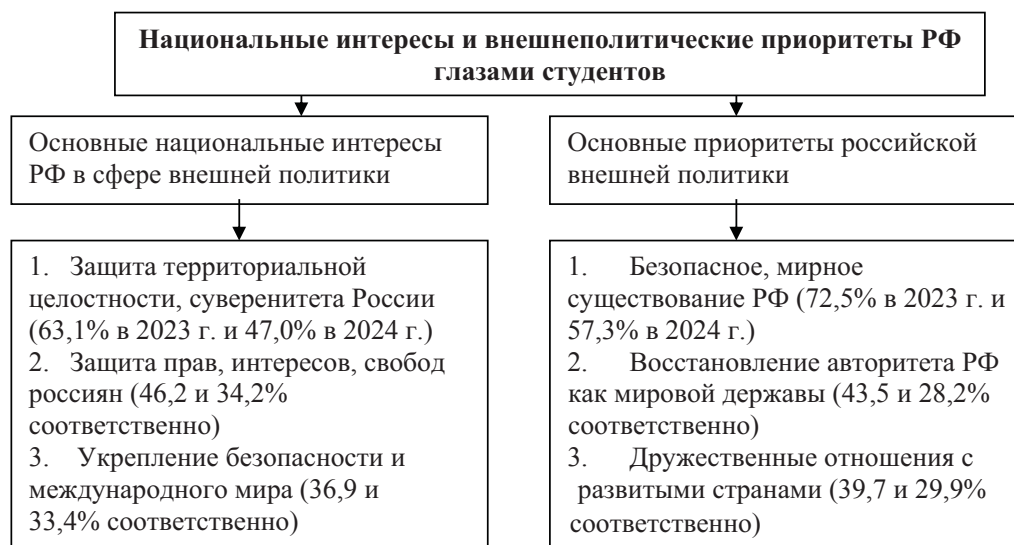 Национальные интересы и внешнеполитические приоритеты РФ
глазами студентов
Основные национальные интересы
РФ в сфере внешней политики
Основные приоритеты российской
внешней политики
1. Защита территориальной
целостности, суверенитета России
(63,1% в 2023 г. и 47,0% в 2024 г.)
2. Защита прав, интересов, свобод
россиян (46,2 и 34,2%
соответственно)
3. Укрепление безопасности и
международного мира (36,9 и
33,4% соответственно)
1. Безопасное, мирное
существование РФ (72,5% в 2023 г. и
57,3% в 2024 г.)
2. Восстановление авторитета РФ
как мировой державы (43,5 и 28,2%
соответственно)
3. Дружественные отношения с
развитыми странами (39,7 и 29,9%
соответственно)